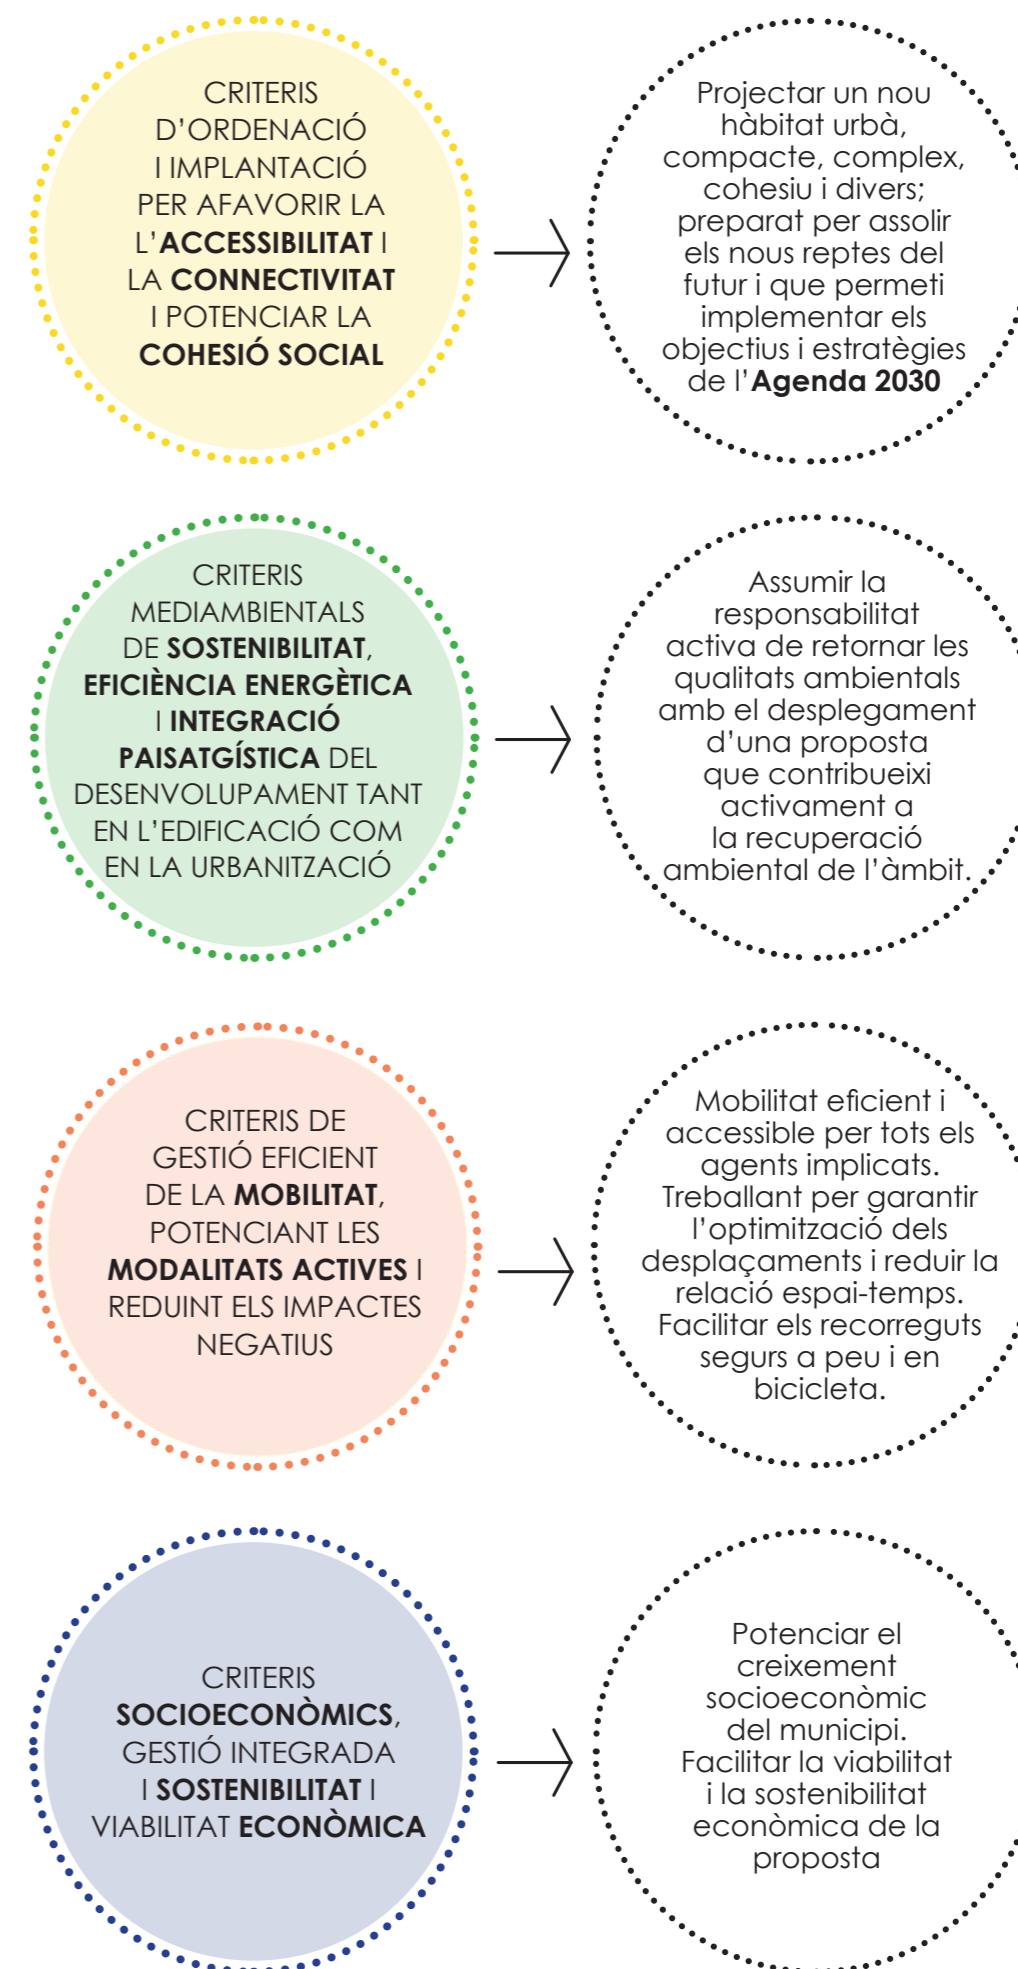 CRITERIS
D'ORDENACIÓ
I IMPLANTACIÓ
PER AFAVORIR LA
L'ACCESSIBILITAT I
LA CONNECTIVITAT
I POTENCIAR LA
COHESIÓ SOCIAL
Projectar un nou
hàbitat urbà,
compacte, complex,
cohesiu i divers;
preparat per assolir
els nous reptes del
futur i que permeti
implementar els
objectius i estratègies
de l'Agenda 2030
CRITERIS
MEDIAMBIENTALS
DE SOSTENIBILITAT,
EFICIÈNCIA ENERGÈTICA
I INTEGRACIÓ
PAISATGÍSTICA DEL
DESENVOLUPAMENT TANT
EN L'EDIFICACIÓ COM
EN LA URBANITZACIÓ
Assumir la
responsabilitat
activa de retornar les
qualitats ambientals
amb el desplegament
d'una proposta
que contribueixi
activament a
la recuperació
ambiental de l'àmbit.
CRITERIS DE
GESTIÓ EFICIENT
DE LA MOBILITAT,
POTENCIANT LES
MODALITATS ACTIVES I
REDUINT ELS IMPACTES
NEGATIUS
Mobilitat eficient i
accessible per tots els
agents implicats.
Treballant per garantir
l'optimització dels
desplaçaments i reduir la
relació espai-temps.
Facilitar els recorreguts
segurs a peu i en
bicicleta.
CRITERIS
SOCIOECONÒMICS,
GESTIÓ INTEGRADA
I SOSTENIBILITAT I
VIABILITAT ECONÒMICA
Potenciar el
creixement
socioeconòmic
del municipi.
Facilitar la viabilitat
i la sostenibilitat
econòmica de la
proposta